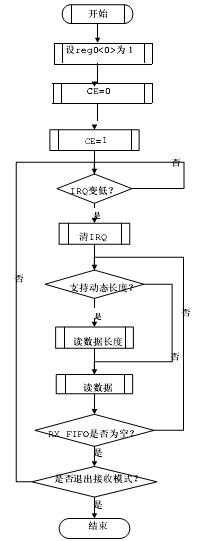 开始
设reg0<0>为1
CE=0
CE=1
否
IRQ变低？
是
清IRQ
支持动态长度？
否
否
是
读数据长度
否
读数据
RX_FIFO是否为空？
是
是否退出接收模式？
是
结束